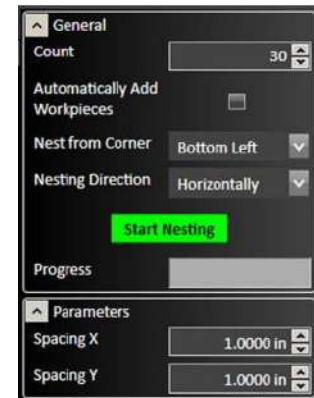 General
Count 30
Automatically Add
Workpieces
Nest from Corner Bottom Left
Nesting Direction Horizontally
Start Nesting
Progress
Parameters
Spacing X 1.0000 in
Spacing Y 1.0000 in